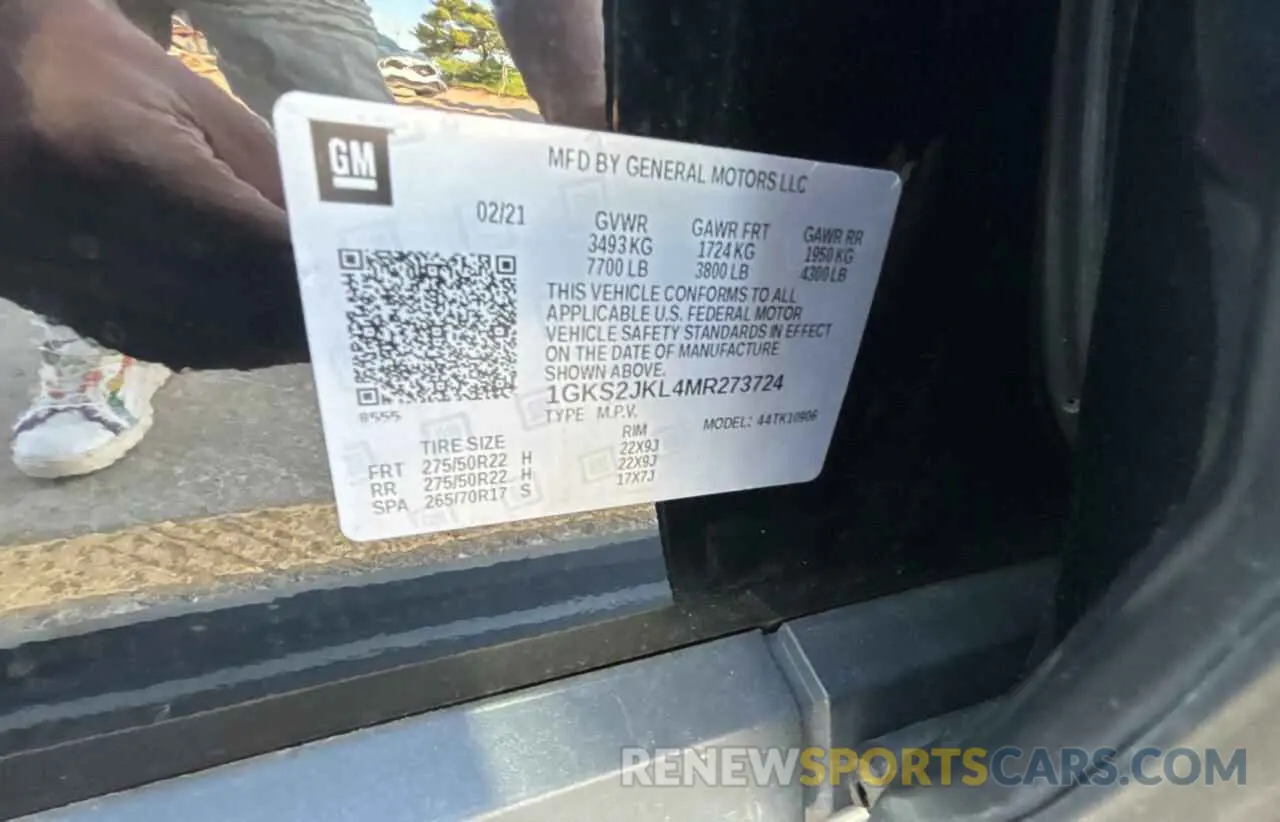 GM
MFD BY GENERAL MOTORS LLC
02/21
GVWR GAWR FRT GAWR RR
3493 KG 1724 KG 1950 KG
7700 LB 3800 LB 4300 LB
THIS VEHICLE CONFORMS TO ALL
APPLICABLE U.S. FEDERAL MOTOR
VEHICLE SAFETY STANDARDS IN EFFECT
ON THE DATE OF MANUFACTURE
SHOWN ABOVE.
1GKS2JKL4MR273724
8555 TYPE M.P.V. MODEL: 44TK10906
TIRE SIZE RIM
FRT 275/50R22 H 22X9J
RR 275/50R22 H 22X9J
SPA 265/70R17 S 17X7J
RENEWSPORTSCARS.COM